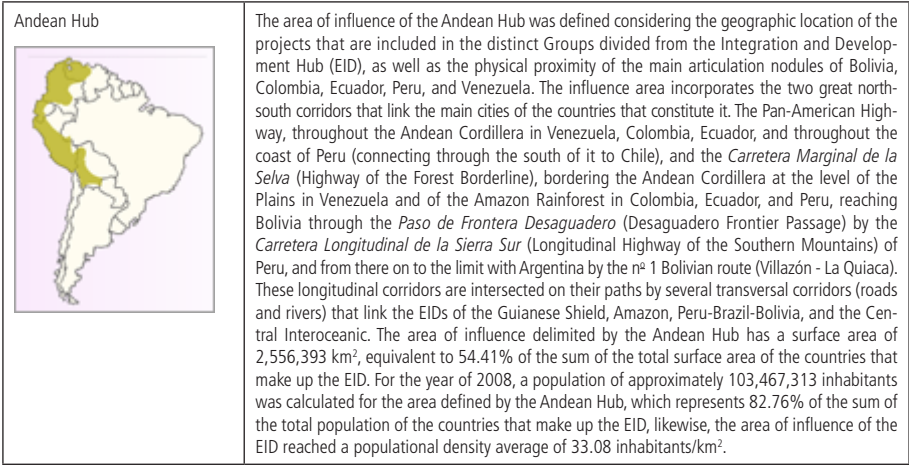 Andean Hub
The area of influence of the Andean Hub was defined considering the geographic location of the
projects that are included in the distinct Groups divided from the Integration and Develop-
ment Hub (EID), as well as the physical proximity of the main articulation nodules of Bolivia,
Colombia, Ecuador, Peru, and Venezuela. The influence area incorporates the two great north-
south corridors that link the main cities of the countries that constitute it. The Pan-American High-
way, throughout the Andean Cordillera in Venezuela, Colombia, Ecuador, and throughout the
coast of Peru (connecting through the south of it to Chile), and the Carretera Marginal de la
Selva (Highway of the Forest Borderline), bordering the Andean Cordillera at the level of the
Plains in Venezuela and of the Amazon Rainforest in Colombia, Ecuador, and Peru, reaching
Bolivia through the Paso de Frontera Desaguadero (Desaguadero Frontier Passage) by the
Carretera Longitudinal de la Sierra Sur (Longitudinal Highway of the Southern Mountains) of
Peru, and from there on to the limit with Argentina by the nº 1 Bolivian route (Villazón - La Quiaca).
These longitudinal corridors are intersected on their paths by several transversal corridors (roads
and rivers) that link the EIDs of the Guianese Shield, Amazon, Peru-Brazil-Bolivia, and the Cen-
tral Interoceanic. The area of influence delimited by the Andean Hub has a surface area of
2,556,393 km², equivalent to 54.41% of the sum of the total surface area of the countries that
make up the EID. For the year of 2008, a population of approximately 103,467,313 inhabitants
was calculated for the area defined by the Andean Hub, which represents 82.76% of the sum of
the total population of the countries that make up the EID, likewise, the area of influence of the
EID reached a populational density average of 33.08 inhabitants/km².